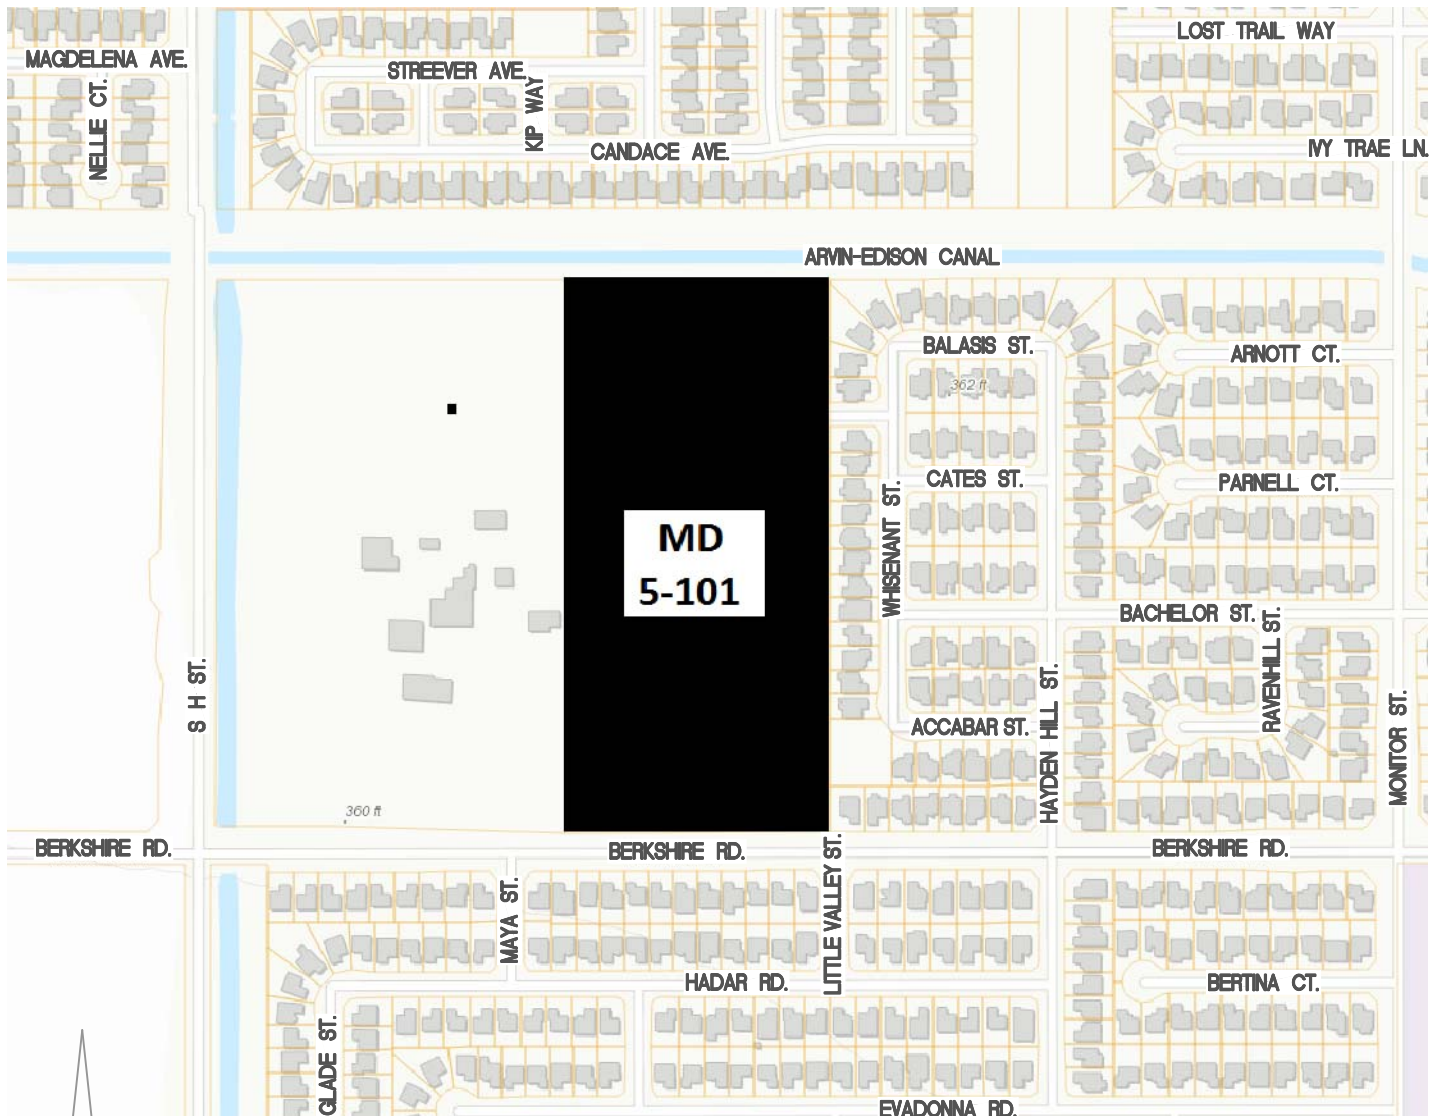 LOST TRAIL WAY
MAGDELENA AVE.
STREEVER AVE.
NELLIE CT.
KIP WAY
CANDACE AVE.
IVY TRAE LN.
ARVIN-EDISON CANAL
BALASIS ST.
ARNOTT CT.
362 ft
CATES ST.
PARNELL CT.
WHISENANT ST.
MD
5-101
BACHELOR ST.
RAVENHILL ST.
S H ST.
HAYDEN HILL ST.
MONITOR ST.
ACCABAR ST.
360 ft
BERKSHIRE RD.
BERKSHIRE RD.
BERKSHIRE RD.
MAYA ST.
LITTLE VALLEY ST.
HADAR RD.
BERTINA CT.
GLADE ST.
EVADONNA RD.